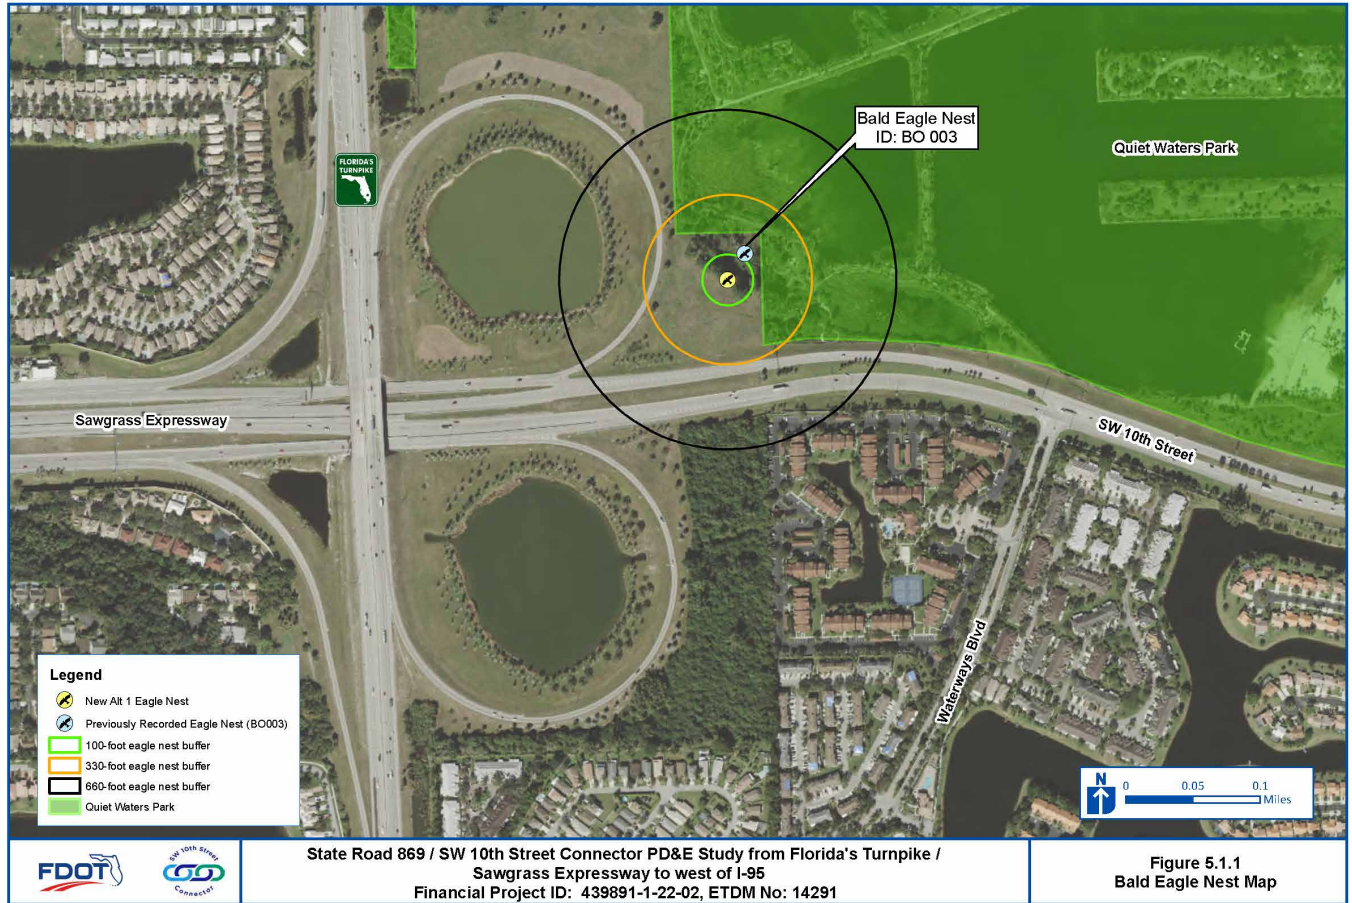 FLORIDA'S
TURNPIKE
Bald Eagle Nest
ID: BO 003
Quiet Waters Park
Sawgrass Expressway
SW 10th Street
Waterways Blvd
Legend
New Alt 1 Eagle Nest
Previously Recorded Eagle Nest (BO003)
100-foot eagle nest buffer
330-foot eagle nest buffer
660-foot eagle nest buffer
Quiet Waters Park
N
0 0.05 0.1
Miles
FDOT
SW 10th Street
Connector
State Road 869 / SW 10th Street Connector PD&E Study from Florida's Turnpike /
Sawgrass Expressway to west of I-95
Financial Project ID: 439891-1-22-02, ETDM No: 14291
Figure 5.1.1
Bald Eagle Nest Map